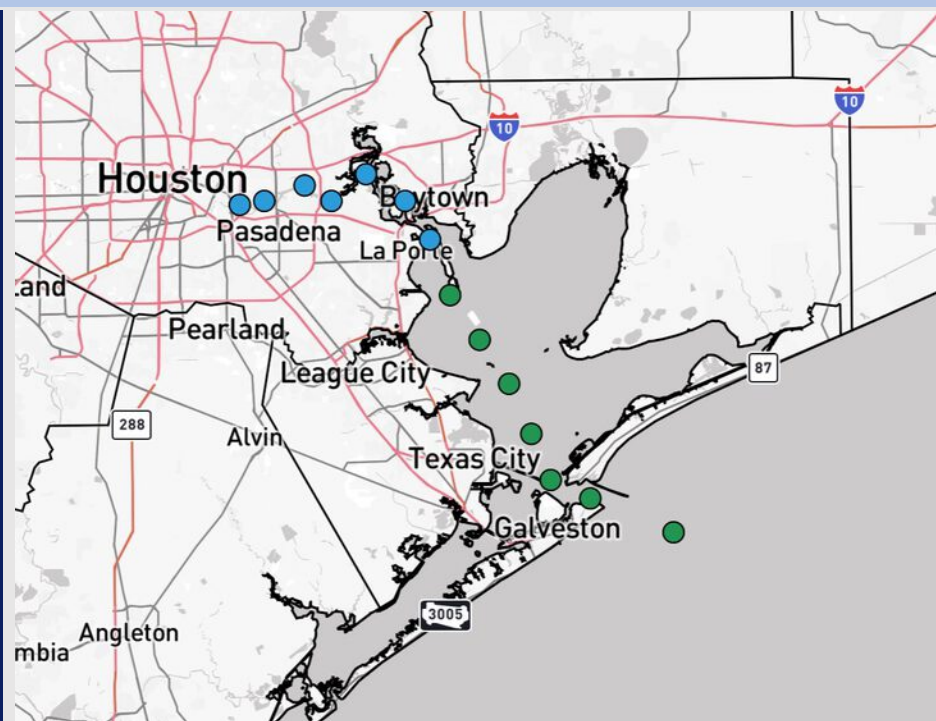 10
10
Houston
Baytown
Pasadena
La Porte
land
Pearland
87
League City
288
Alvin
Texas City
Galveston
3005
Angleton
mbia